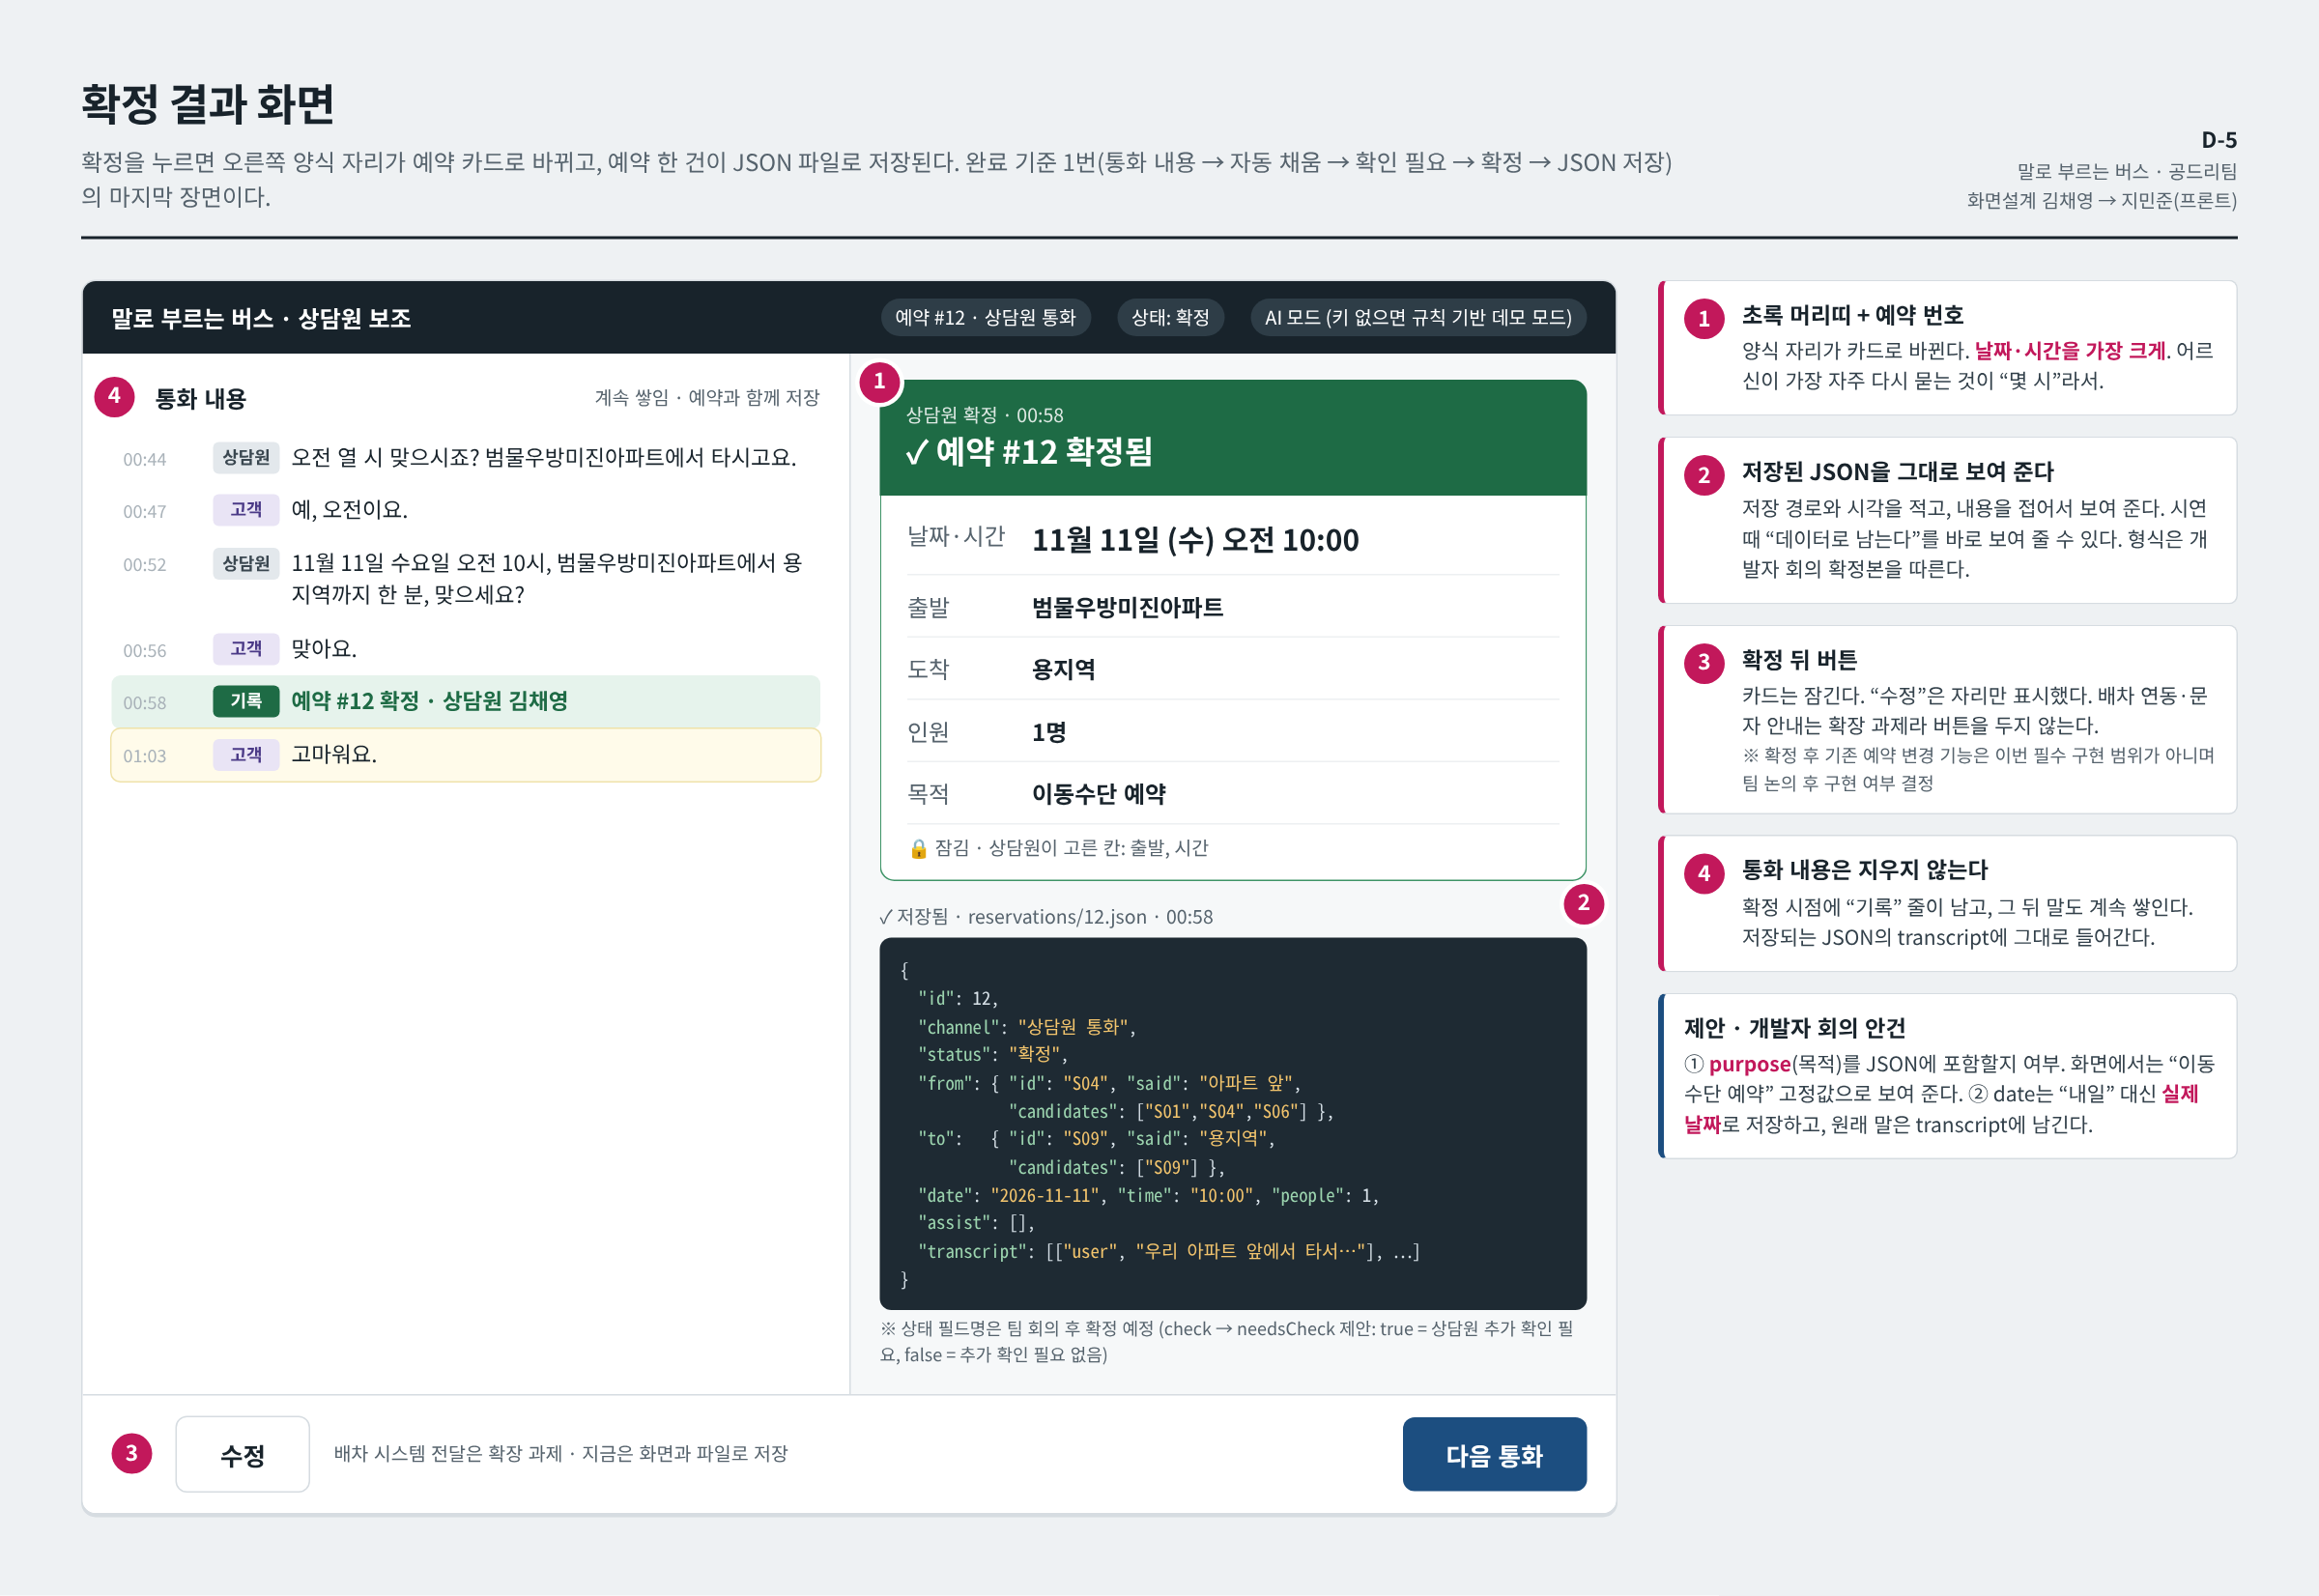 확정 결과 화면
확정을 누르면 오른쪽 양식 자리가 예약 카드로 바뀌고, 예약 한 건이 JSON 파일로 저장된다. 완료 기준 1번(통화 내용 → 자동 채움 → 확인 필요 → 확정 → JSON 저장)
의 마지막 장면이다.
D-5
말로 부르는 버스 · 공드리팀
화면설계 김채영 → 지민준(프론트)
말로 부르는 버스 · 상담원 보조
예약 #12 · 상담원 통화
상태: 확정
AI 모드 (키 없으면 규칙 기반 데모 모드)
4
통화 내용
계속 쌓임 · 예약과 함께 저장
00:44 상담원 오전 열 시 맞으시죠? 범물우방미진아파트에서 타시고요.
00:47 고객 예, 오전이요.
00:52 상담원 11월 11일 수요일 오전 10시, 범물우방미진아파트에서 용
지역까지 한 분, 맞으세요?
00:56 고객 맞아요.
00:58 기록 예약 #12 확정 · 상담원 김채영
01:03 고객 고마워요.
1
상담원 확정 · 00:58
✓ 예약 #12 확정됨
날짜·시간 11월 11일 (수) 오전 10:00
출발 범물우방미진아파트
도착 용지역
인원 1명
목적 이동수단 예약
🔒 잠김 · 상담원이 고른 칸: 출발, 시간
2
✓ 저장됨 · reservations/12.json · 00:58
{
"id": 12,
"channel": "상담원 통화",
"status": "확정",
"from": { "id": "S04", "said": "아파트 앞",
"candidates": ["S01","S04","S06"] },
"to": { "id": "S09", "said": "용지역",
"candidates": ["S09"] },
"date": "2026-11-11", "time": "10:00", "people": 1,
"assist": [],
"transcript": [["user", "우리 아파트 앞에서 타서…"], ...]
}
※ 상태 필드명은 팀 회의 후 확정 예정 (check → needsCheck 제안: true = 상담원 추가 확인 필
요, false = 추가 확인 필요 없음)
3
수정
배차 시스템 전달은 확장 과제 · 지금은 화면과 파일로 저장
다음 통화
1
초록 머리띠 + 예약 번호
양식 자리가 카드로 바뀐다. 날짜·시간을 가장 크게. 어르
신이 가장 자주 다시 묻는 것이 “몇 시”라서.
2
저장된 JSON을 그대로 보여 준다
저장 경로와 시각을 적고, 내용을 접어서 보여 준다. 시연
때 “데이터로 남는다”를 바로 보여 줄 수 있다. 형식은 개
발자 회의 확정본을 따른다.
3
확정 뒤 버튼
카드는 잠긴다. “수정”은 자리만 표시했다. 배차 연동·문
자 안내는 확장 과제라 버튼을 두지 않는다.
※ 확정 후 기존 예약 변경 기능은 이번 필수 구현 범위가 아니며
팀 논의 후 구현 여부 결정
4
통화 내용은 지우지 않는다
확정 시점에 “기록” 줄이 남고, 그 뒤 말도 계속 쌓인다.
저장되는 JSON의 transcript에 그대로 들어간다.
제안 · 개발자 회의 안건
① purpose(목적)를 JSON에 포함할지 여부. 화면에서는 “이동
수단 예약” 고정값으로 보여 준다. ② date는 “내일” 대신 실제
날짜로 저장하고, 원래 말은 transcript에 남긴다.